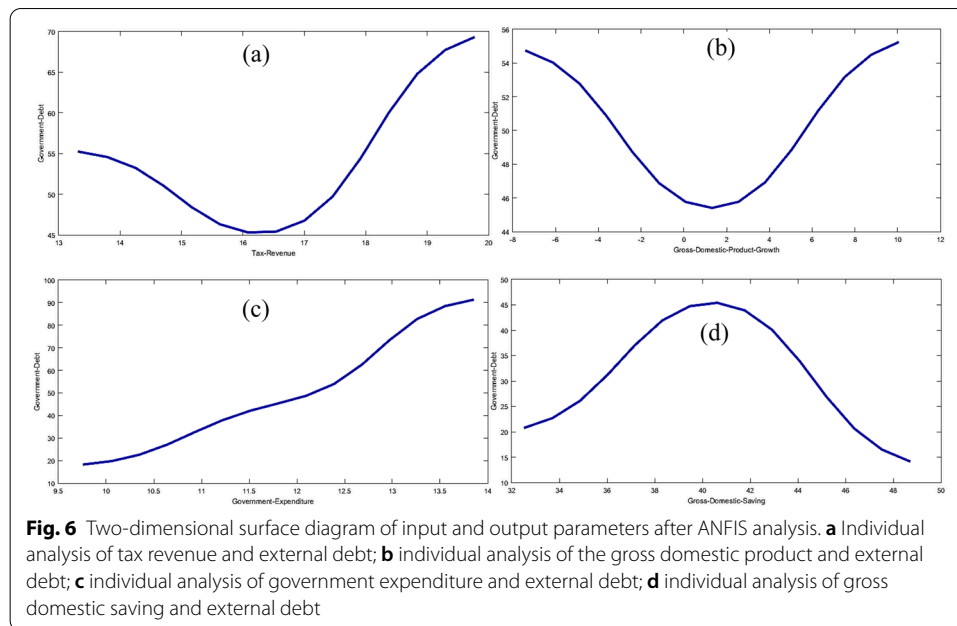 (a)
70
65
60
55
50
45
Government-Debt
13 14 15 16 17 18 19 20
Tax-Revenue
(b)
56
54
52
50
48
46
44
Government-Debt
-8 -6 -4 -2 0 2 4 6 8 10 12
Gross-Domestic-Product-Growth
(c)
100
90
80
70
60
50
40
30
20
10
Government-Debt
9.5 10 10.5 11 11.5 12 12.5 13 13.5 14
Government-Expenditure
(d)
50
45
40
35
30
25
20
15
10
Government-Debt
32 34 36 38 40 42 44 46 48 50
Gross-Domestic-Saving
Fig. 6 Two-dimensional surface diagram of input and output parameters after ANFIS analysis. a Individual
analysis of tax revenue and external debt; b individual analysis of the gross domestic product and external
debt; c individual analysis of government expenditure and external debt; d individual analysis of gross
domestic saving and external debt